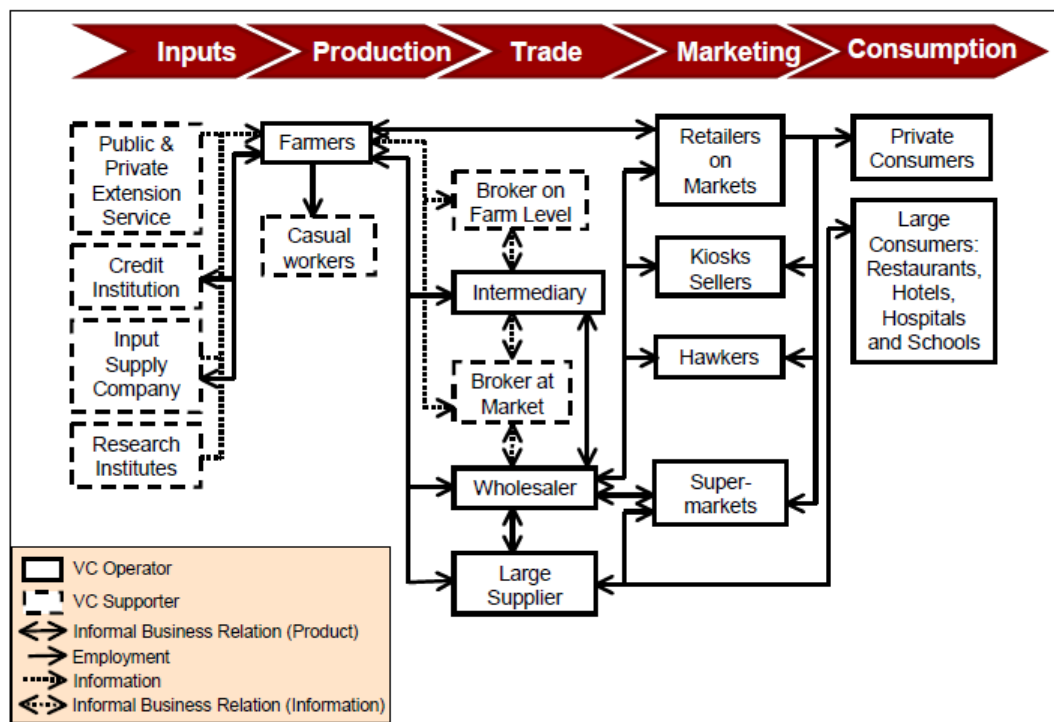 Inputs
Production
Trade
Marketing
Consumption
Public &
Private
Extension
Service
Credit
Institution
Input
Supply
Company
Research
Institutes
Farmers
Casual
workers
Broker on
Farm Level
Intermediary
Broker at
Market
Wholesaler
Large
Supplier
Retailers
on
Markets
Kiosks
Sellers
Hawkers
Super-
markets
Private
Consumers
Large
Consumers:
Restaurants,
Hotels,
Hospitals
and Schools
VC Operator
VC Supporter
Informal Business Relation (Product)
Employment
Information
Informal Business Relation (Information)